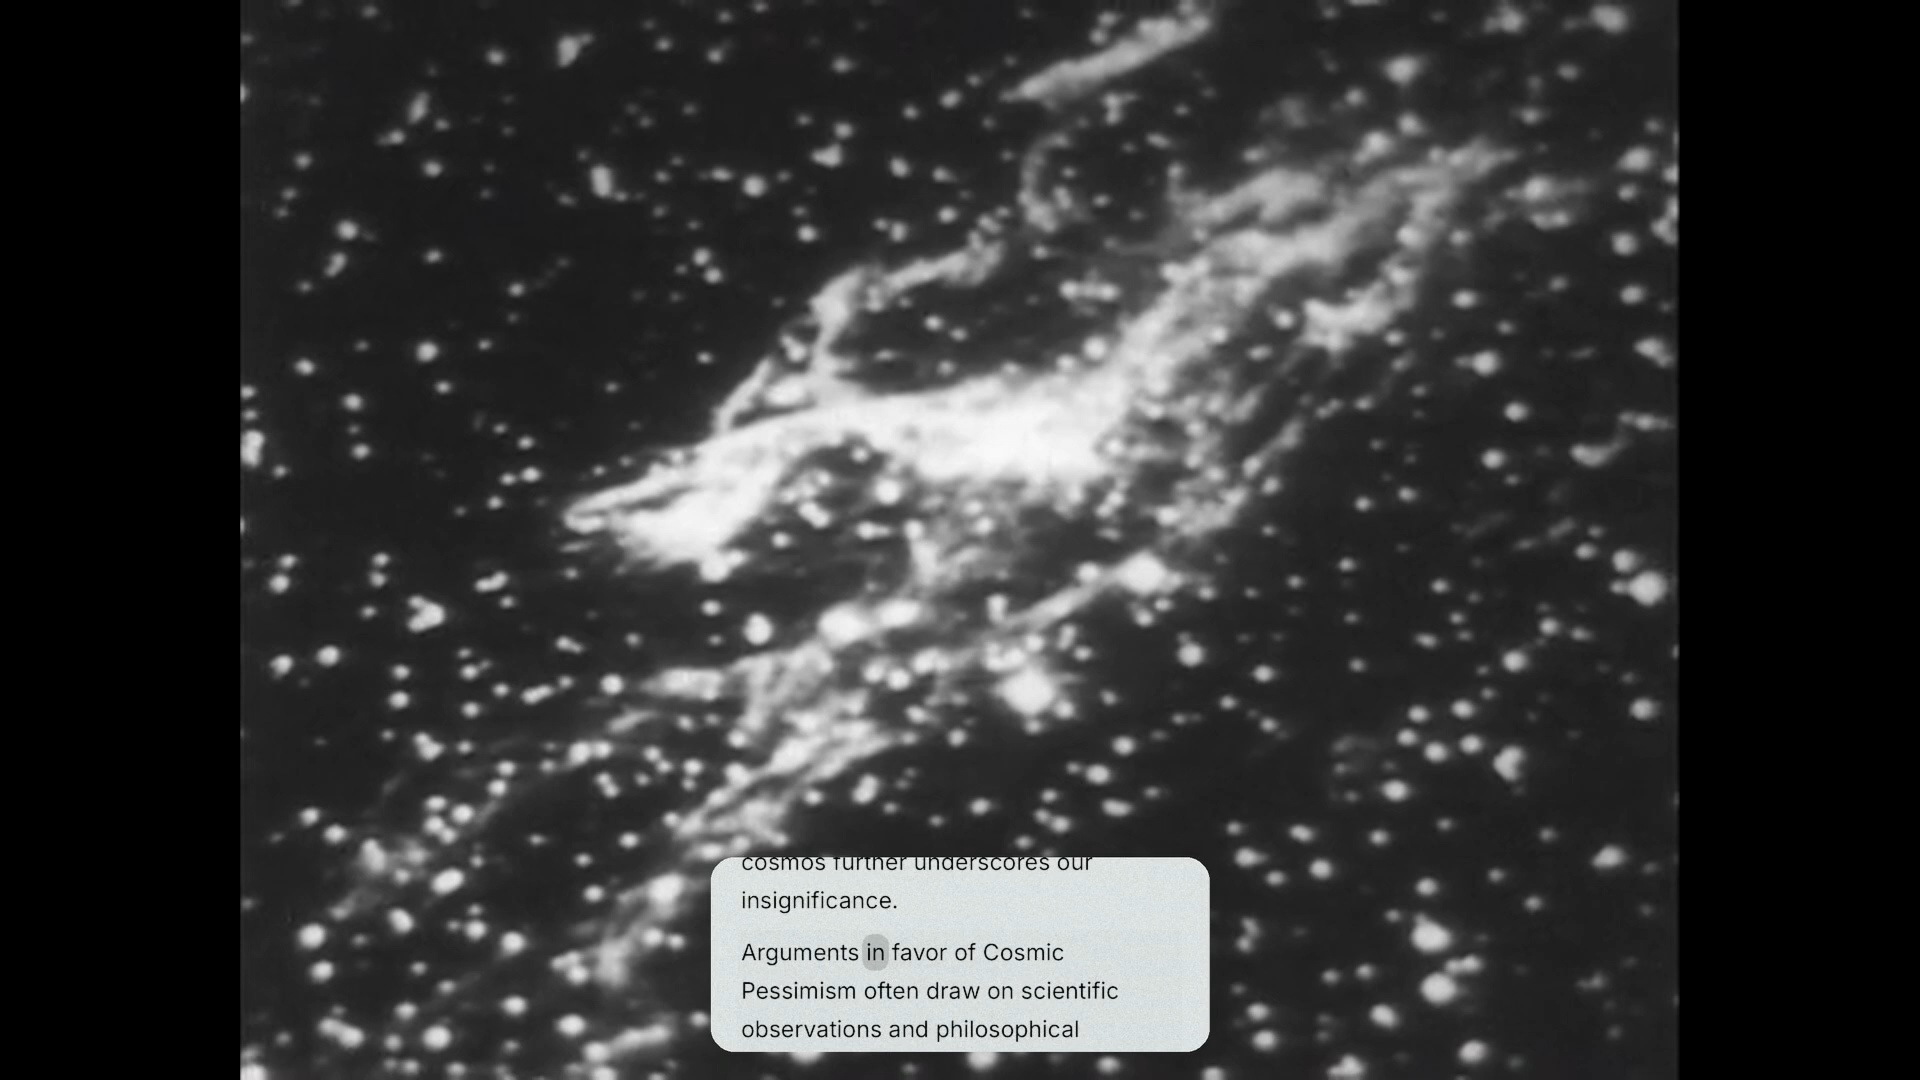 cosmos further underscores our
insignificance.
Arguments in favor of Cosmic
Pessimism often draw on scientific
observations and philosophical